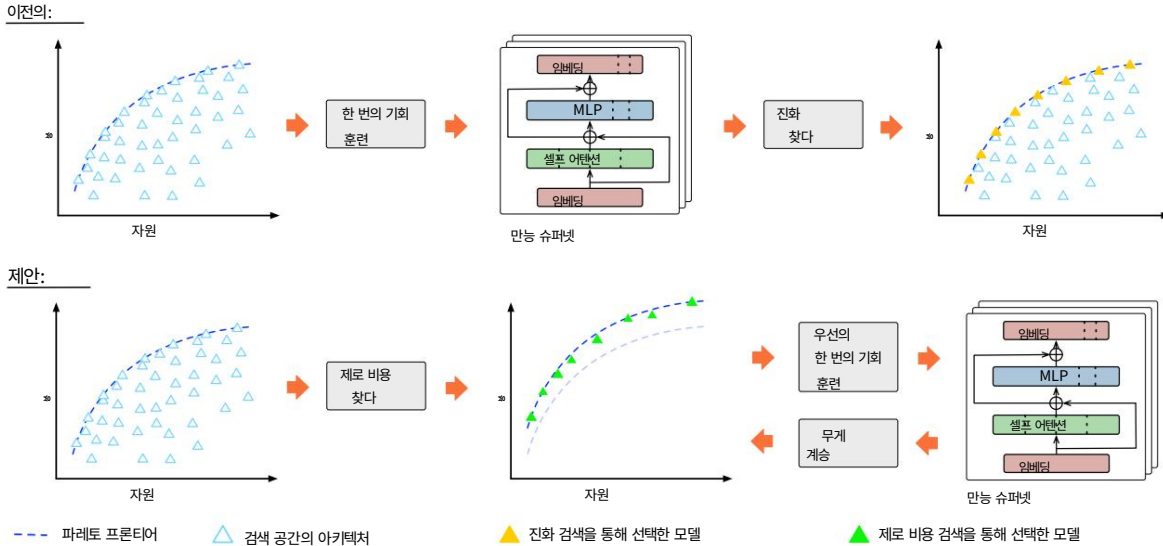 이전의:
한 번의 기회
훈련
임베딩
MLP
셀프 어텐션
임베딩
진화
찾다
자원
만능 슈퍼넷
자원
제안:
제로 비용
찾다
우선의
한 번의 기회
훈련
무게
계승
임베딩
MLP
셀프 어텐션
임베딩
자원
자원
만능 슈퍼넷
파레토 프론티어
검색 공간의 아키텍처
진화 검색을 통해 선택한 모델
제로 비용 검색을 통해 선택한 모델